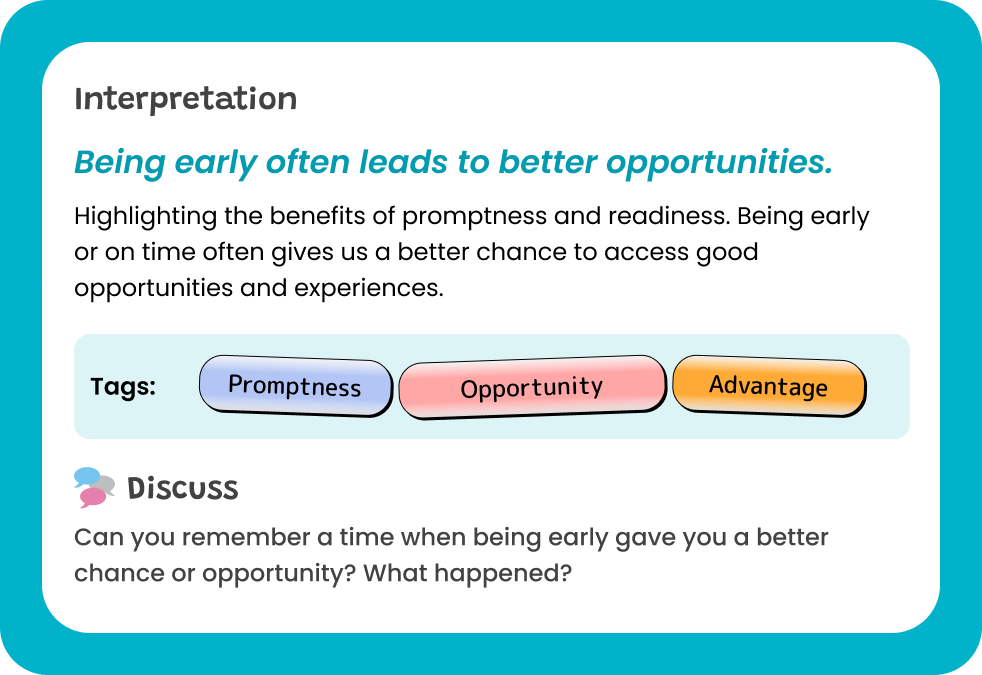 Interpretation
Being early often leads to better opportunities.
Highlighting the benefits of promptness and readiness. Being early
or on time often gives us a better chance to access good
opportunities and experiences.
Tags: Promptness Opportunity Advantage
Discuss
Can you remember a time when being early gave you a better
chance or opportunity? What happened?